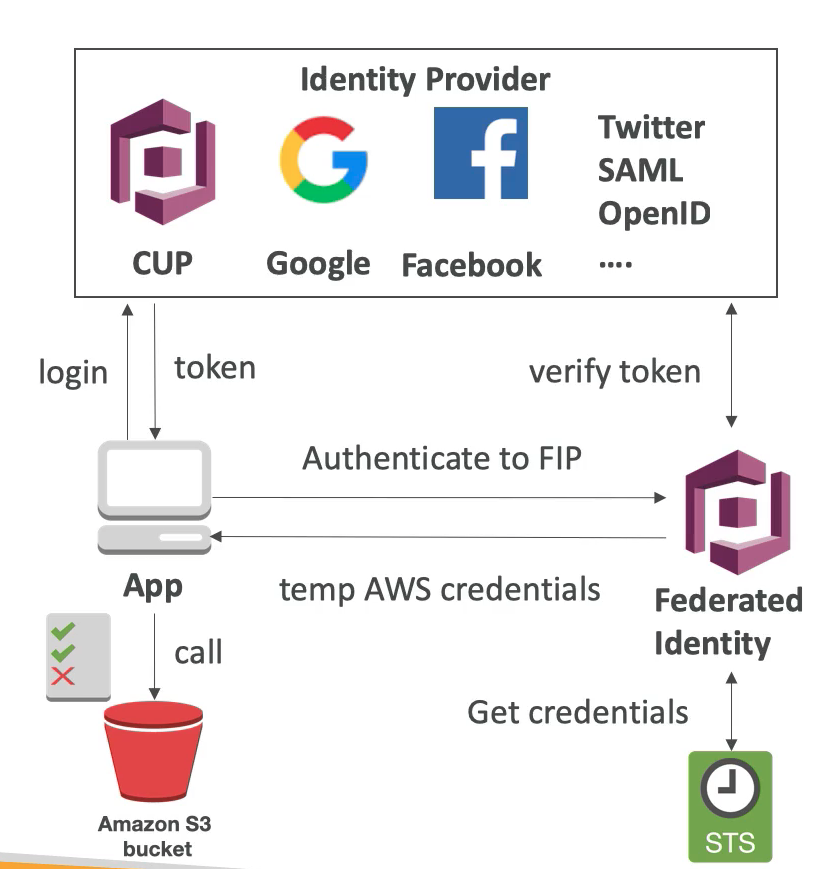 Identity Provider
Twitter
SAML
OpenID
....
CUP
Google
Facebook
login
token
verify token
Authenticate to FIP
temp AWS credentials
App
Federated
Identity
call
Get credentials
Amazon S3
bucket
STS